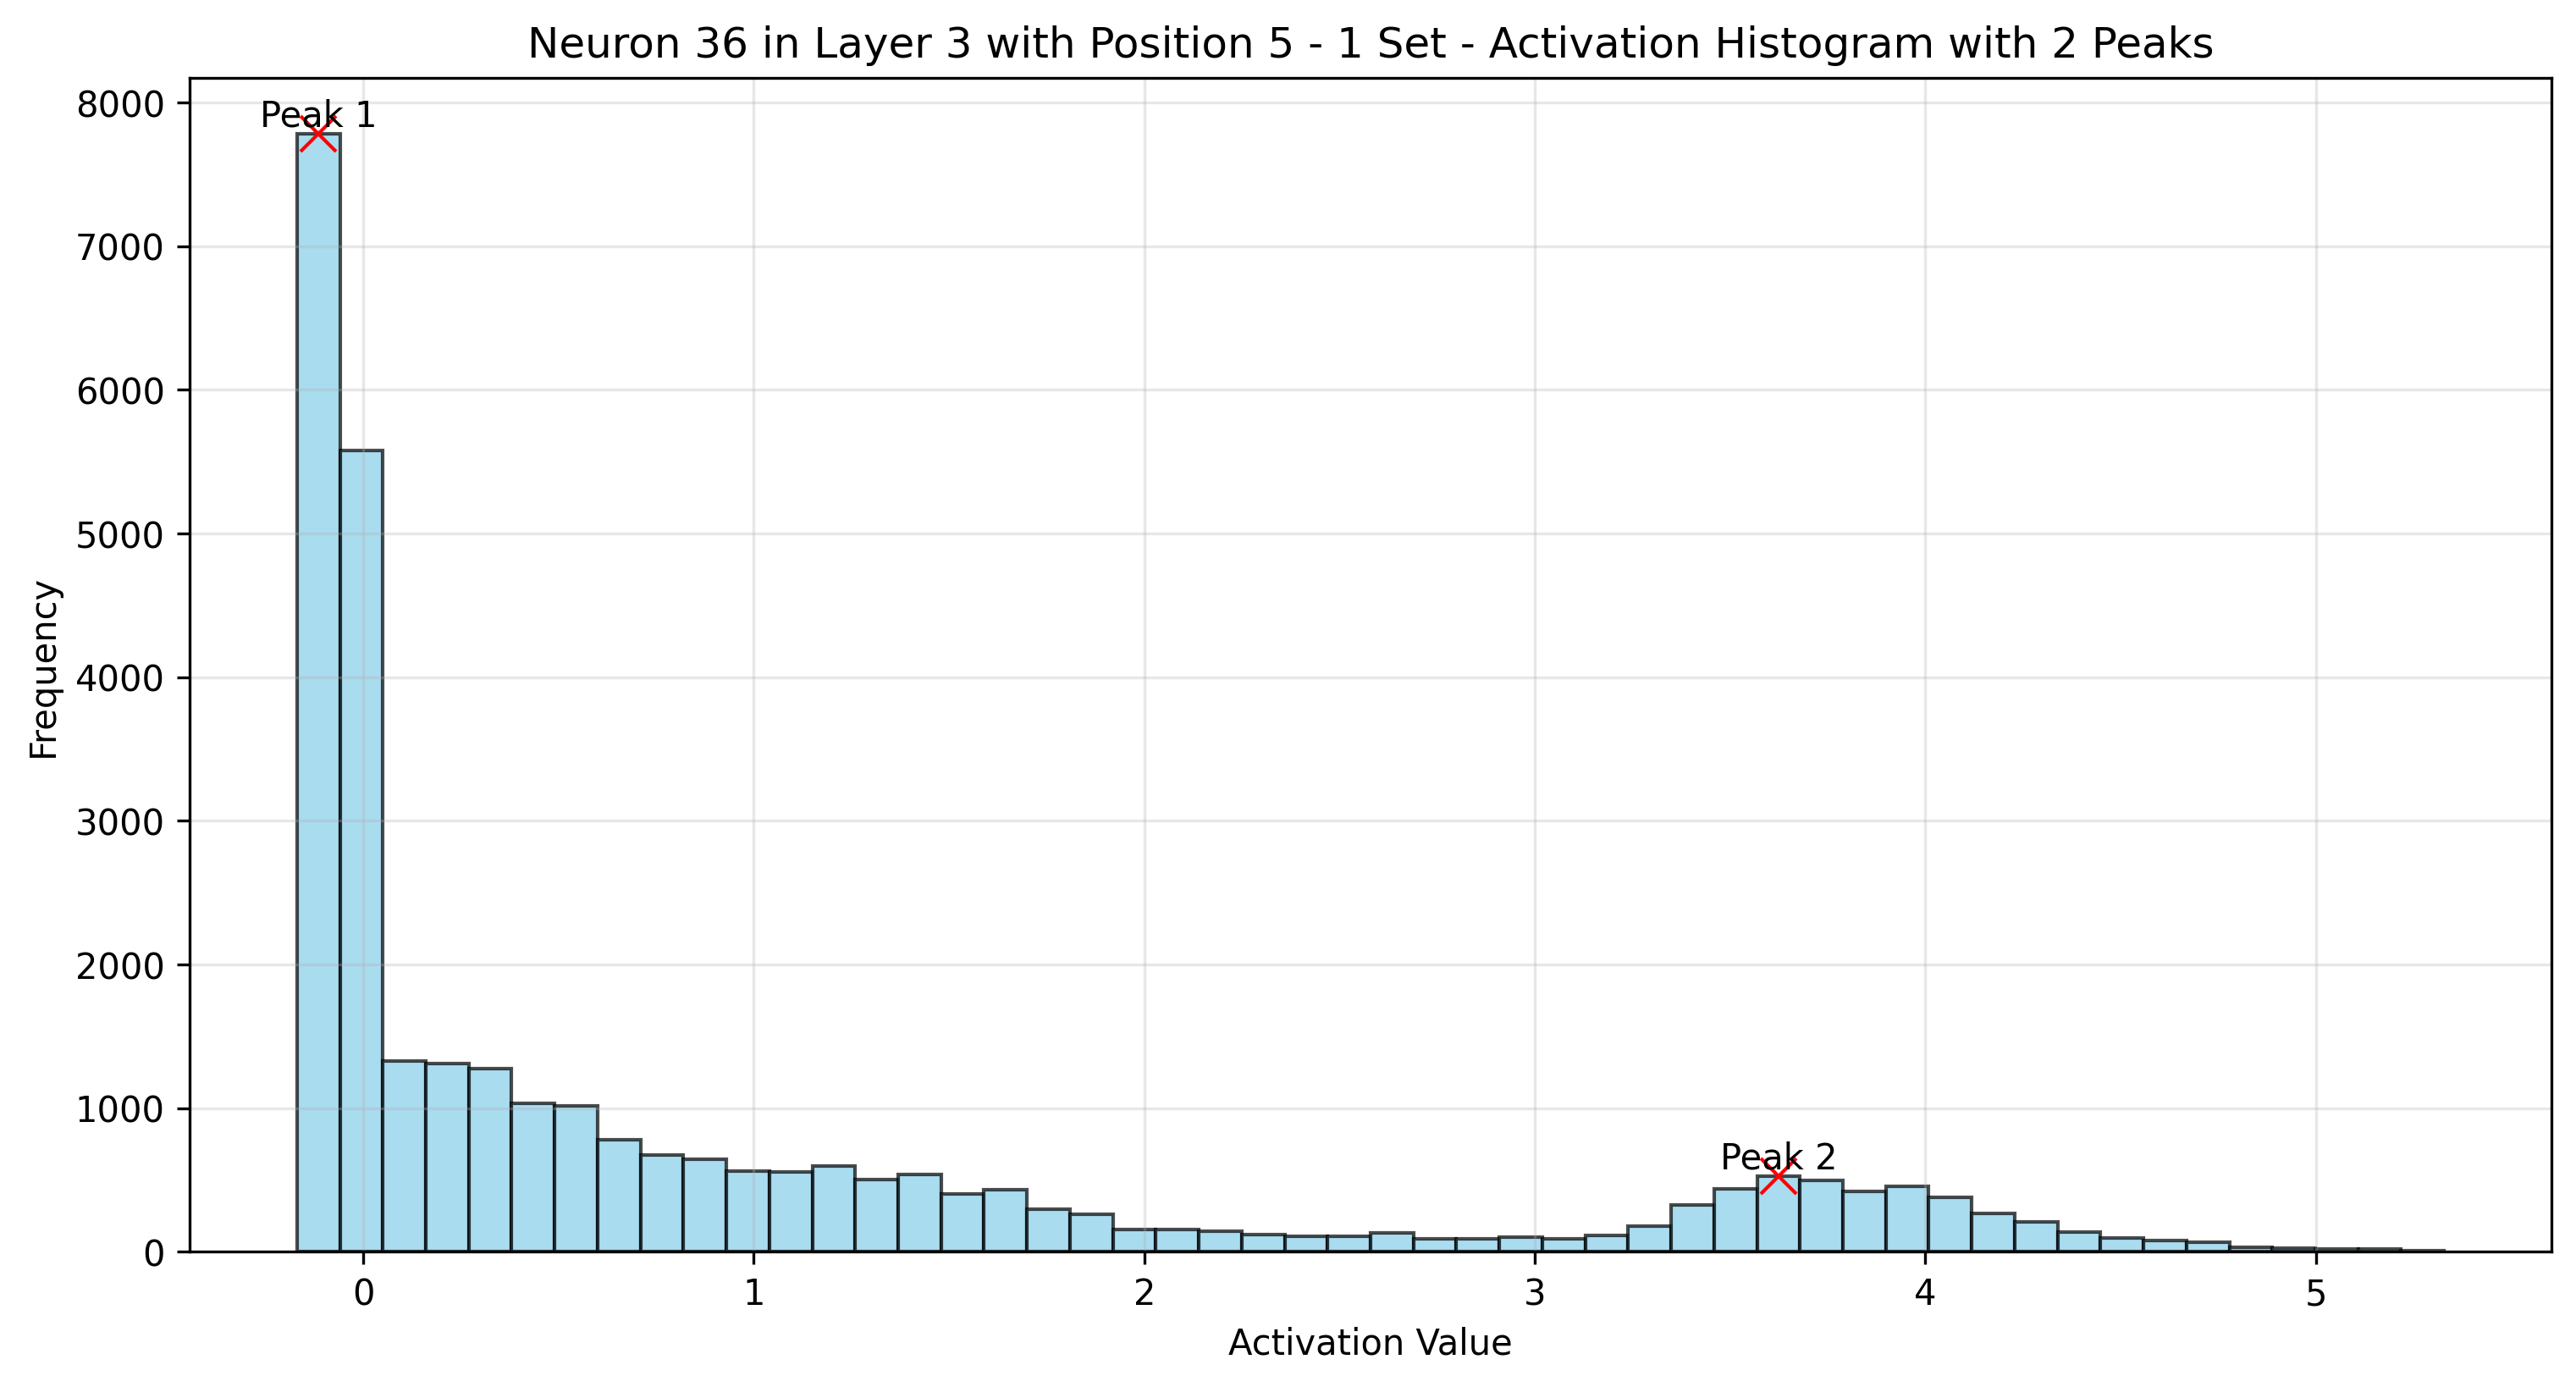 Neuron 36 in Layer 3 with Position 5 - 1 Set - Activation Histogram with 2 Peaks
8000
7000
6000
5000
4000
3000
2000
1000
0
Frequency
Peak 1
Peak 2
0 1 2 3 4 5
Activation Value